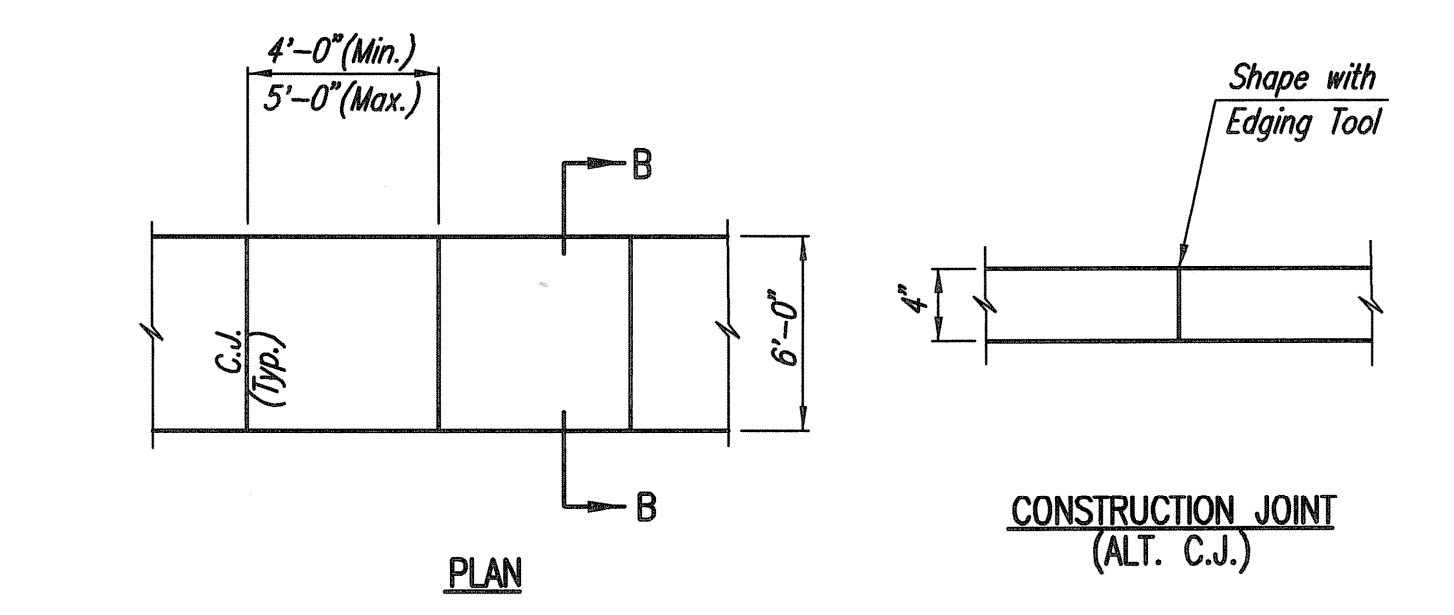 4'-0"(Min.)
5'-0"(Max.)
B
C.J.
(Typ.)
6'-0"
B
PLAN
Shape with
Edging Tool
4"
CONSTRUCTION JOINT
(ALT. C.J.)